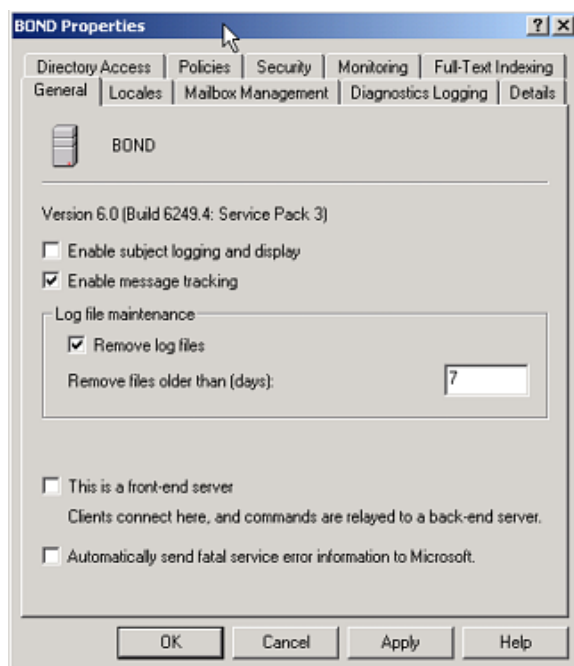 BOND Properties
Directory Access Policies Security Monitoring Full-Text Indexing
General Locales Mailbox Management Diagnostics Logging Details
BOND
Version 6.0 (Build 6249.4: Service Pack 3)
Enable subject logging and display
Enable message tracking
Log file maintenance
Remove log files
Remove files older than (days): 7
This is a front-end server
Clients connect here, and commands are relayed to a back-end server.
Automatically send fatal service error information to Microsoft.
OK Cancel Apply Help